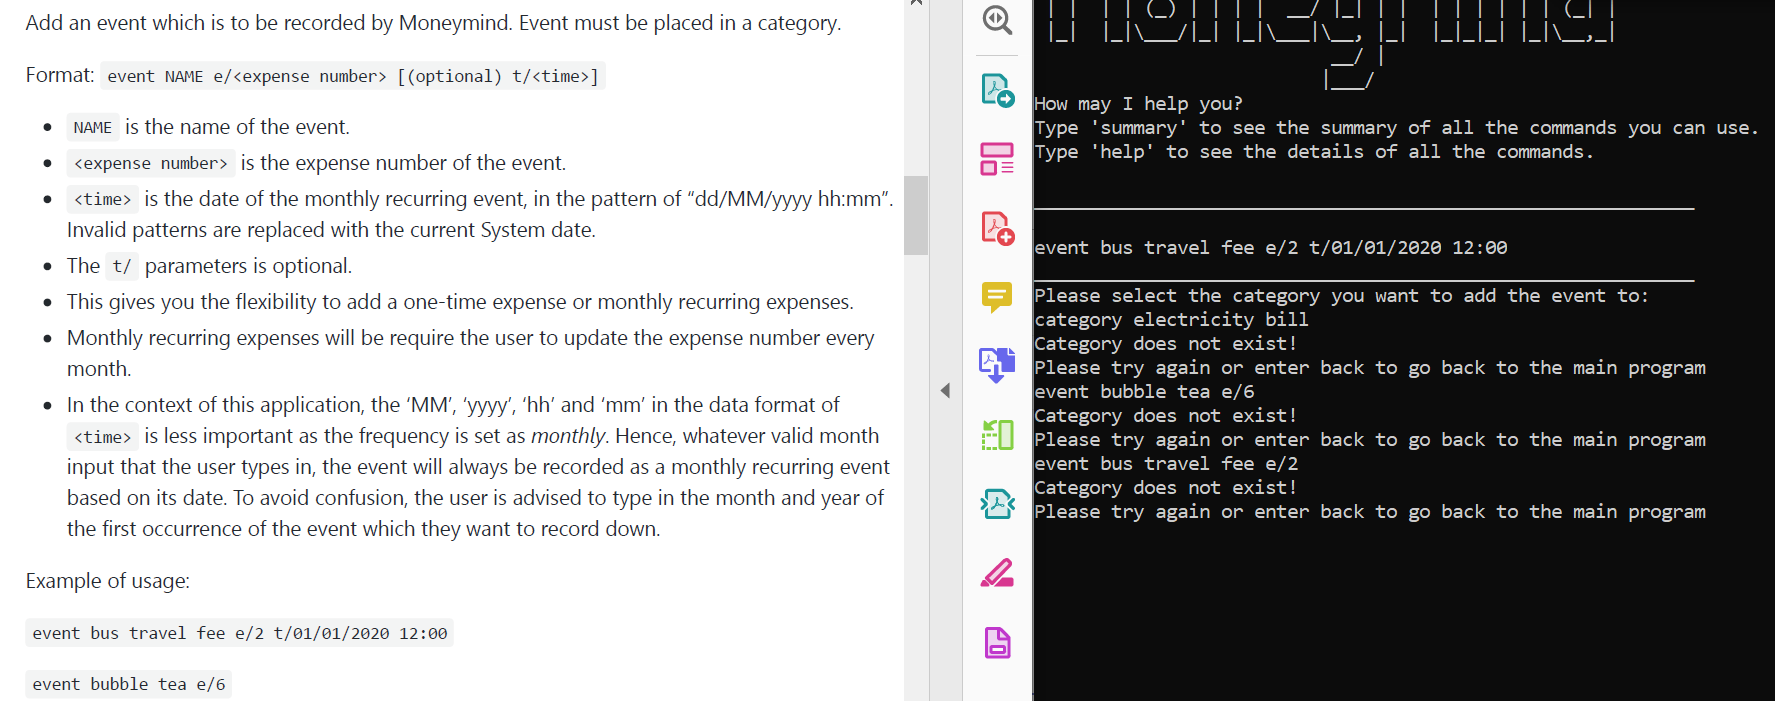 Add an event which is to be recorded by Moneymind. Event must be placed in a category.
Format: event NAME e/<expense number> [(optional) t/<time>]
NAME is the name of the event.
<expense number> is the expense number of the event.
<time> is the date of the monthly recurring event, in the pattern of “dd/MM/yyyy hh:mm”.
Invalid patterns are replaced with the current System date.
The t/ parameters is optional.
This gives you the flexibility to add a one-time expense or monthly recurring expenses.
Monthly recurring expenses will be require the user to update the expense number every
month.
In the context of this application, the ‘MM’, ‘yyyy’, ‘hh’ and ‘mm’ in the data format of
<time> is less important as the frequency is set as monthly. Hence, whatever valid month
input that the user types in, the event will always be recorded as a monthly recurring event
based on its date. To avoid confusion, the user is advised to type in the month and year of
the first occurrence of the event which they want to record down.
Example of usage:
event bus travel fee e/2 t/01/01/2020 12:00
event bubble tea e/6
How may I help you?
Type 'summary' to see the summary of all the commands you can use.
Type 'help' to see the details of all the commands.
event bus travel fee e/2 t/01/01/2020 12:00
Please select the category you want to add the event to:
category electricity bill
Category does not exist!
Please try again or enter back to go back to the main program
event bubble tea e/6
Category does not exist!
Please try again or enter back to go back to the main program
event bus travel fee e/2
Category does not exist!
Please try again or enter back to go back to the main program